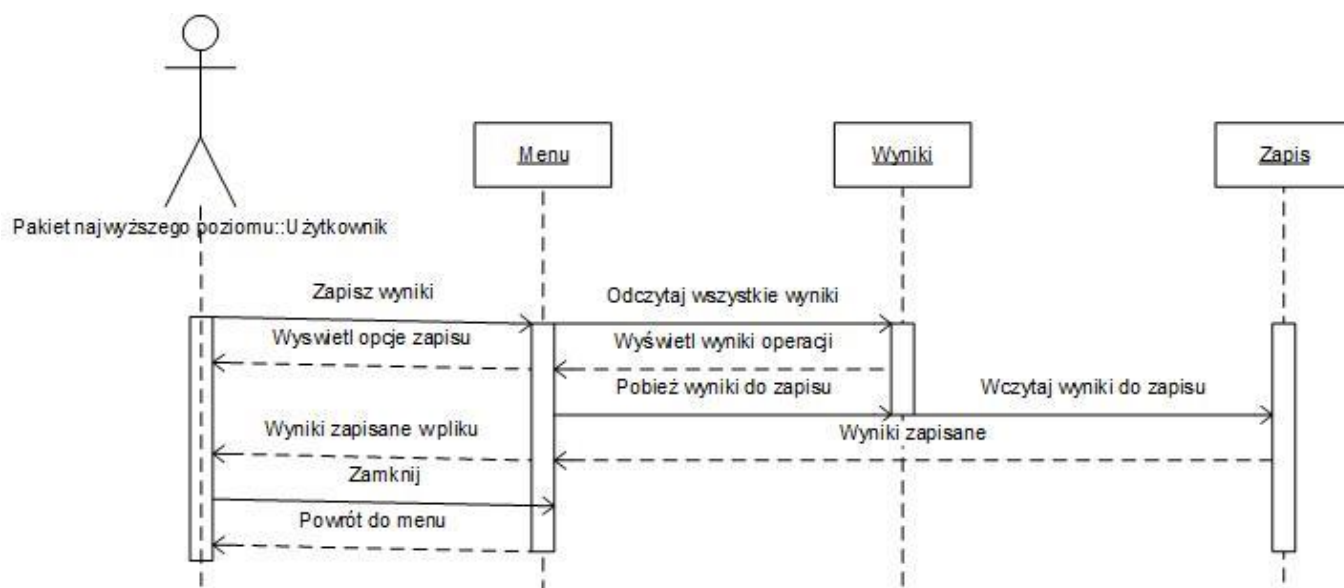 Menu
Wyniki
Zapis
Pakiet najwyższego poziomu::Użytkownik
Zapisz wyniki
Odczytaj wszystkie wyniki
Wyswietl opcje zapisu
Wyświetl wyniki operacji
Pobież wyniki do zapisu
Wczytaj wyniki do zapisu
Wyniki zapisane w pliku
Wyniki zapisane
Zamknij
Powrót do menu